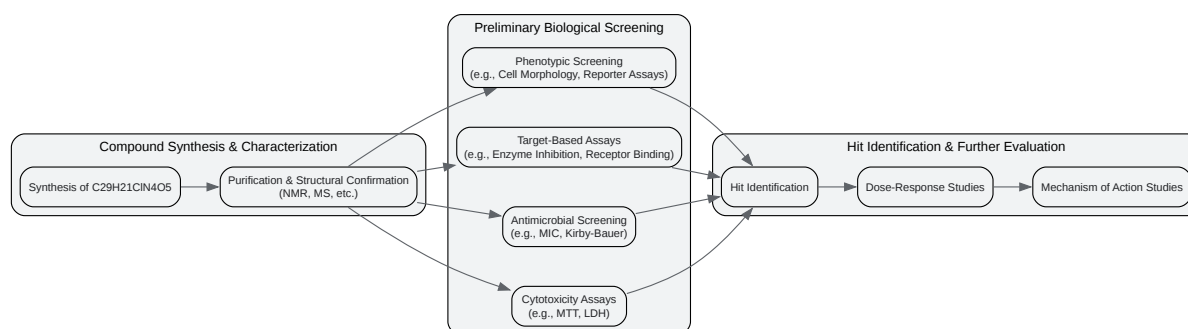 Preliminary Biological Screening
Phenotypic Screening
(e.g., Cell Morphology, Reporter Assays)
Compound Synthesis & Characterization
Synthesis of C29H21ClN4O5
Purification & Structural Confirmation
(NMR, MS, etc.)
Target-Based Assays
(e.g., Enzyme Inhibition, Receptor Binding)
Antimicrobial Screening
(e.g., MIC, Kirby-Bauer)
Cytotoxicity Assays
(e.g., MTT, LDH)
Hit Identification & Further Evaluation
Hit Identification
Dose-Response Studies
Mechanism of Action Studies